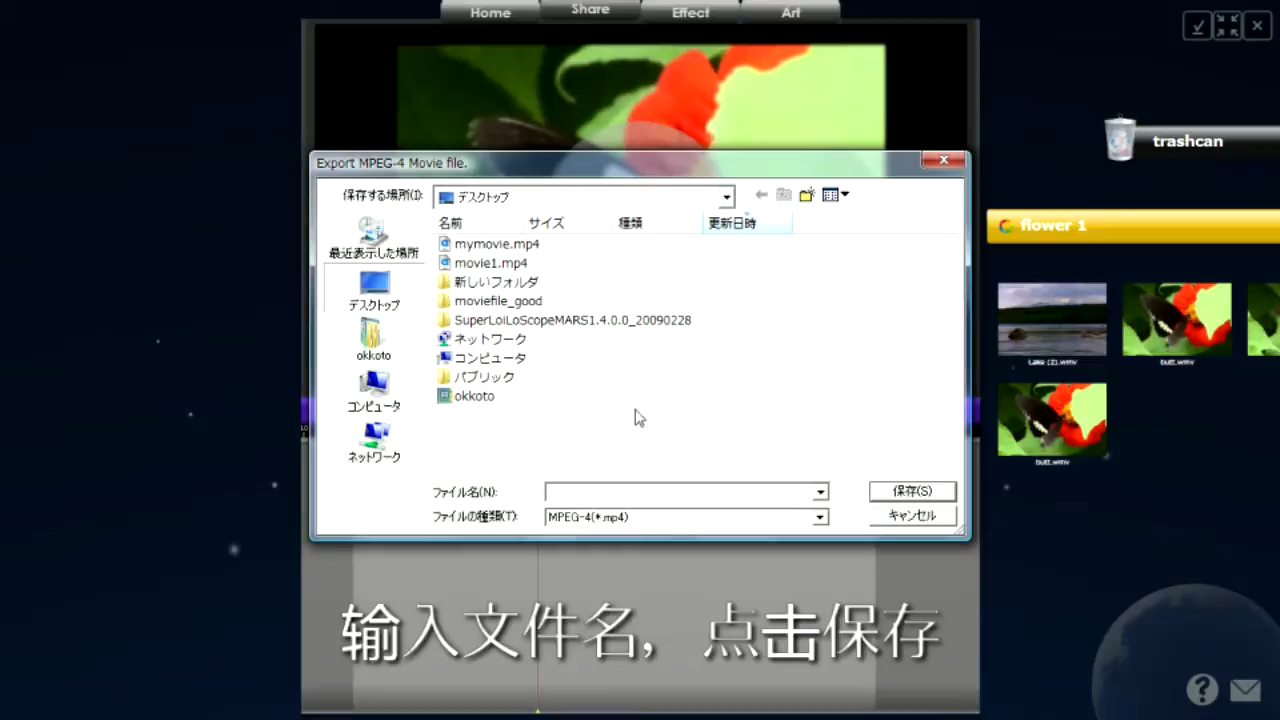 Home Share Effect Art
trashcan
Export MPEG-4 Movie file.
保存する場所(I):
デスクトップ
名前 サイズ 種類 更新日時
最近表示した場所
デスクトップ
okkoto
コンピュータ
ネットワーク
mymovie.mp4
movie1.mp4
新しいフォルダ
moviefile_good
SuperLoiLoScopeMARS1.4.0.0_20090228
ネットワーク
コンピュータ
パブリック
okkoto
ファイル名(N):
保存(S)
ファイルの種類(T):
MPEG-4(*.mp4)
キャンセル
flower 1
Lake (2).wmv
butt.wmv
butt.wmv
输入文件名，点击保存